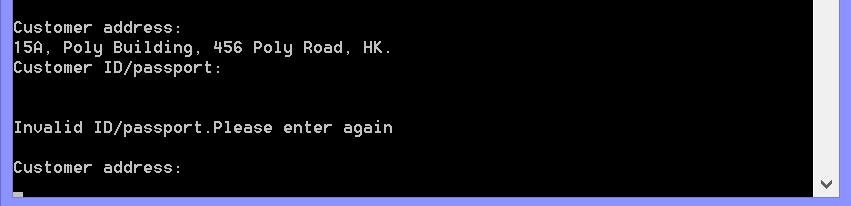 Customer address:
15A, Poly Building, 456 Poly Road, HK.
Customer ID/passport:
Invalid ID/passport.Please enter again
Customer address: